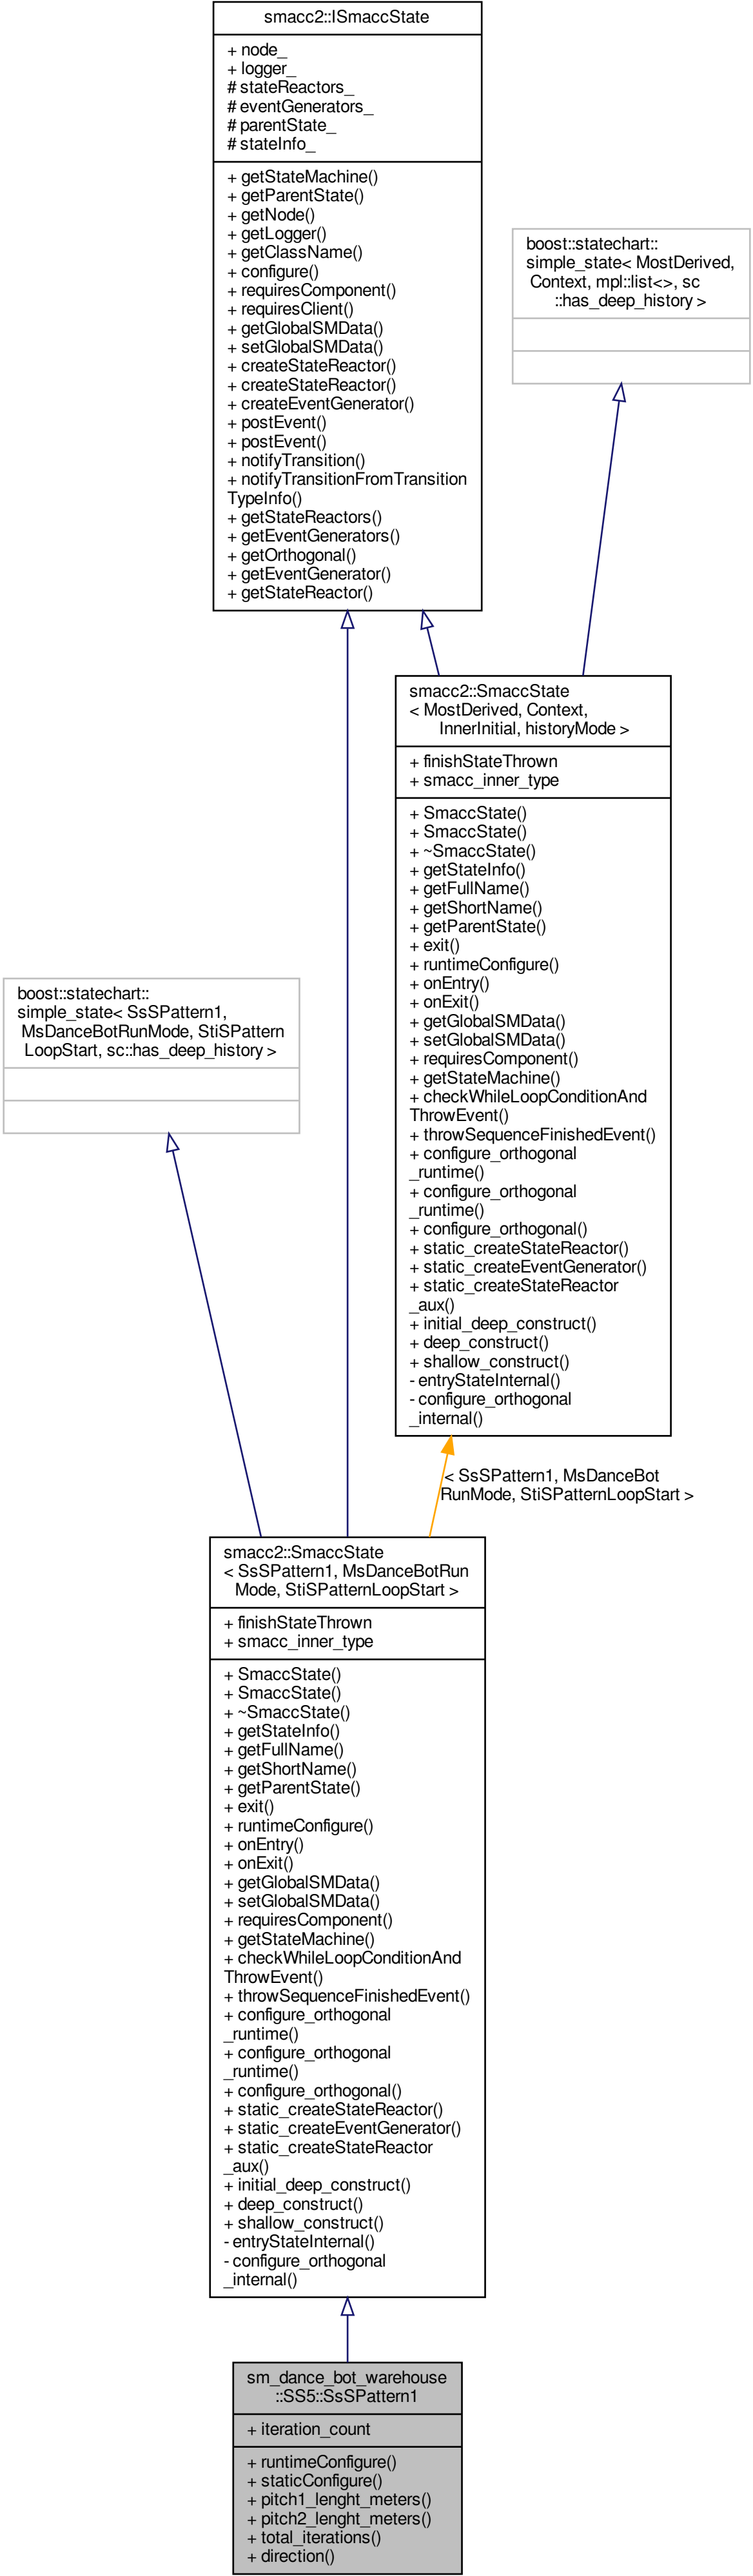 smacc2::ISmaccState
+ node_
+ logger_
# stateReactors_
# eventGenerators_
# parentState_
# stateInfo_
+ getStateMachine()
+ getParentState()
+ getNode()
+ getLogger()
+ getClassName()
+ configure()
+ requiresComponent()
+ requiresClient()
+ getGlobalSMData()
+ setGlobalSMData()
+ createStateReactor()
+ createStateReactor()
+ createEventGenerator()
+ postEvent()
+ postEvent()
+ notifyTransition()
+ notifyTransitionFromTransition
TypeInfo()
+ getStateReactors()
+ getEventGenerators()
+ getOrthogonal()
+ getEventGenerator()
+ getStateReactor()
boost::statechart::
simple_state< MostDerived,
Context, mpl::list<>, sc
::has_deep_history >
smacc2::SmaccState
< MostDerived, Context,
InnerInitial, historyMode >
+ finishStateThrown
+ smacc_inner_type
+ SmaccState()
+ SmaccState()
+ ~SmaccState()
+ getStateInfo()
+ getFullName()
+ getShortName()
+ getParentState()
+ exit()
+ runtimeConfigure()
+ onEntry()
+ onExit()
+ getGlobalSMData()
+ setGlobalSMData()
+ requiresComponent()
+ getStateMachine()
+ checkWhileLoopConditionAnd
ThrowEvent()
+ throwSequenceFinishedEvent()
+ configure_orthogonal
_runtime()
+ configure_orthogonal
_runtime()
+ configure_orthogonal()
+ static_createStateReactor()
+ static_createEventGenerator()
+ static_createStateReactor
_aux()
+ initial_deep_construct()
+ deep_construct()
+ shallow_construct()
- entryStateInternal()
- configure_orthogonal
_internal()
boost::statechart::
simple_state< SsSPattern1,
MsDanceBotRunMode, StiSPattern
LoopStart, sc::has_deep_history >
< SsSPattern1, MsDanceBot
RunMode, StiSPatternLoopStart >
smacc2::SmaccState
< SsSPattern1, MsDanceBotRun
Mode, StiSPatternLoopStart >
+ finishStateThrown
+ smacc_inner_type
+ SmaccState()
+ SmaccState()
+ ~SmaccState()
+ getStateInfo()
+ getFullName()
+ getShortName()
+ getParentState()
+ exit()
+ runtimeConfigure()
+ onEntry()
+ onExit()
+ getGlobalSMData()
+ setGlobalSMData()
+ requiresComponent()
+ getStateMachine()
+ checkWhileLoopConditionAnd
ThrowEvent()
+ throwSequenceFinishedEvent()
+ configure_orthogonal
_runtime()
+ configure_orthogonal
_runtime()
+ configure_orthogonal()
+ static_createStateReactor()
+ static_createEventGenerator()
+ static_createStateReactor
_aux()
+ initial_deep_construct()
+ deep_construct()
+ shallow_construct()
- entryStateInternal()
- configure_orthogonal
_internal()
sm_dance_bot_warehouse
::SS5::SsSPattern1
+ iteration_count
+ runtimeConfigure()
+ staticConfigure()
+ pitch1_lenght_meters()
+ pitch2_lenght_meters()
+ total_iterations()
+ direction()